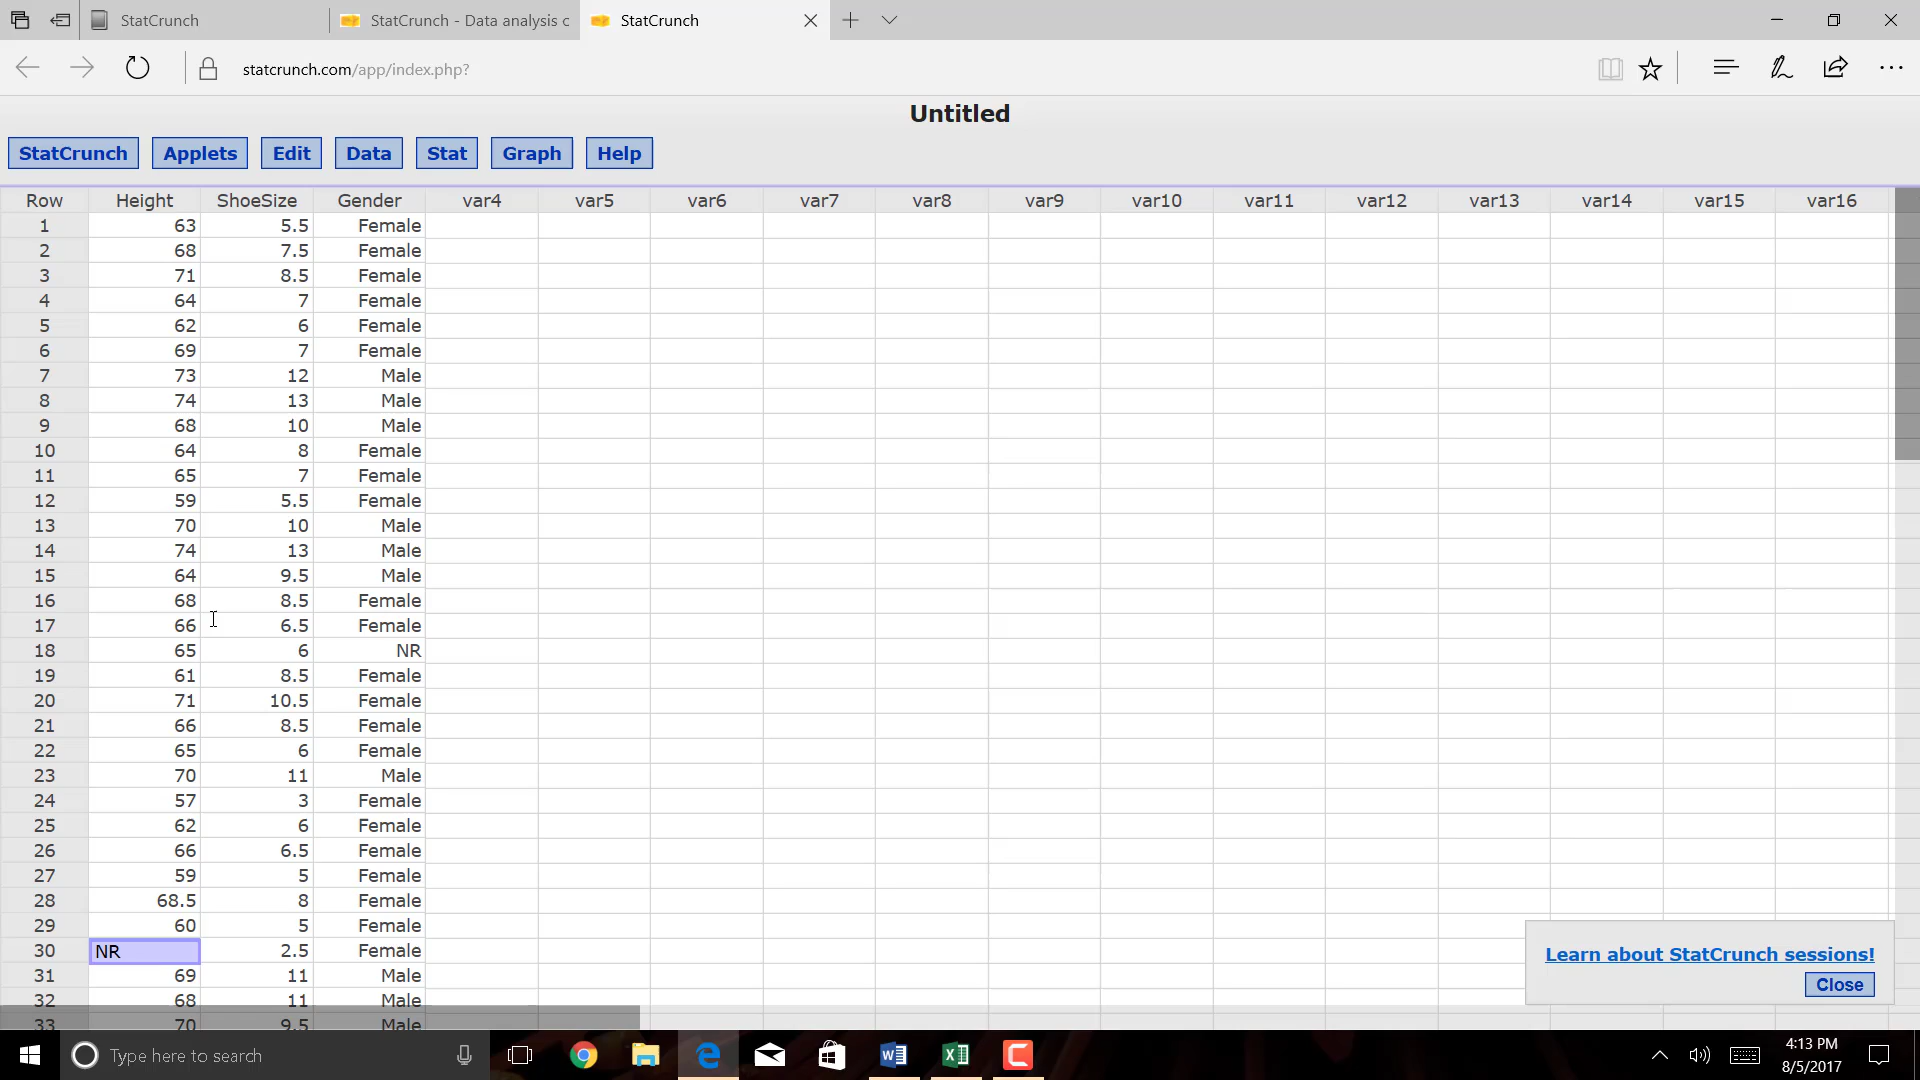 StatCrunch StatCrunch - Data analysis c StatCrunch
statcrunch.com/app/index.php?
Untitled
StatCrunch Applets Edit Data Stat Graph Help
Row Height ShoeSize Gender var4 var5 var6 var7 var8 var9 var10 var11 var12 var13 var14 var15 var16
1 63 5.5 Female
2 68 7.5 Female
3 71 8.5 Female
4 64 7 Female
5 62 6 Female
6 69 7 Female
7 73 12 Male
8 74 13 Male
9 68 10 Male
10 64 8 Female
11 65 7 Female
12 59 5.5 Female
13 70 10 Male
14 74 13 Male
15 64 9.5 Male
16 68 8.5 Female
17 66 6.5 Female
18 65 6 NR
19 61 8.5 Female
20 71 10.5 Female
21 66 8.5 Female
22 65 6 Female
23 70 11 Male
24 57 3 Female
25 62 6 Female
26 66 6.5 Female
27 59 5 Female
28 68.5 8 Female
29 60 5 Female
30 NR 2.5 Female
31 69 11 Male
32 68 11 Male
33 70 9.5 Male
Learn about StatCrunch sessions!
Close
Type here to search
4:13 PM
8/5/2017